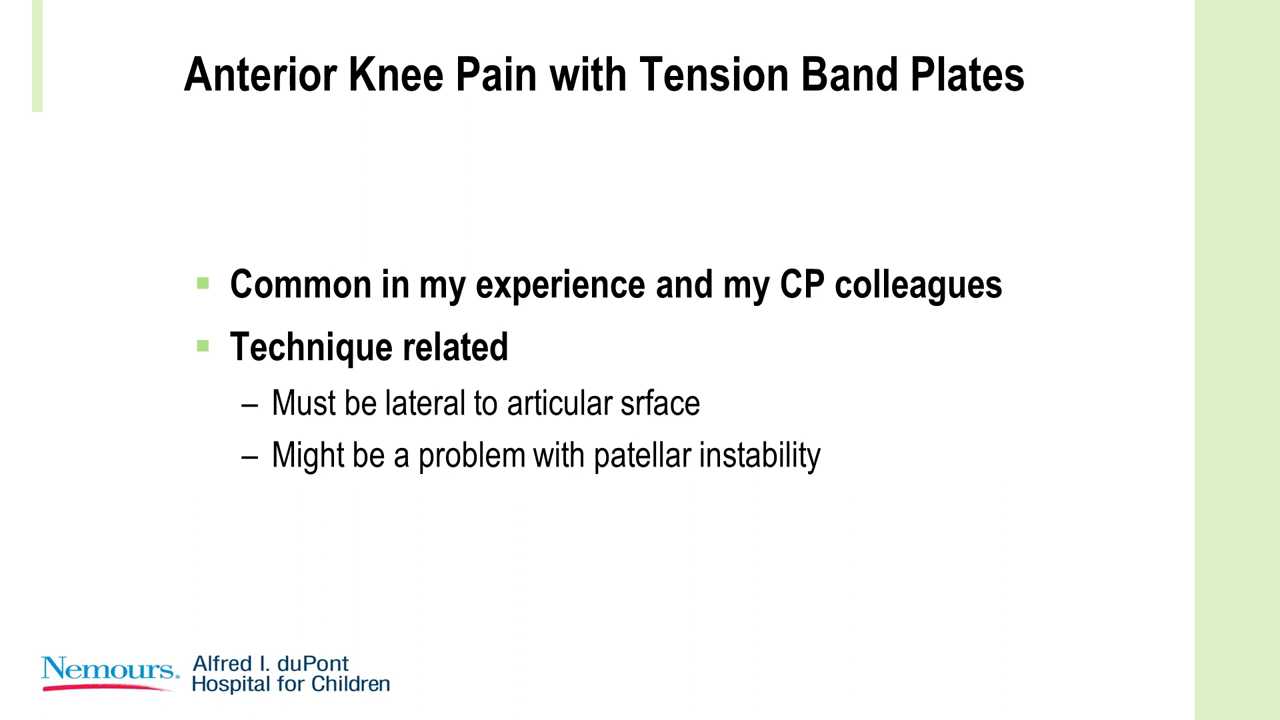 Anterior Knee Pain with Tension Band Plates
▪ Common in my experience and my CP colleagues
▪ Technique related
– Must be lateral to articular srface
– Might be a problem with patellar instability
Nemours. Alfred I. duPont
Hospital for Children